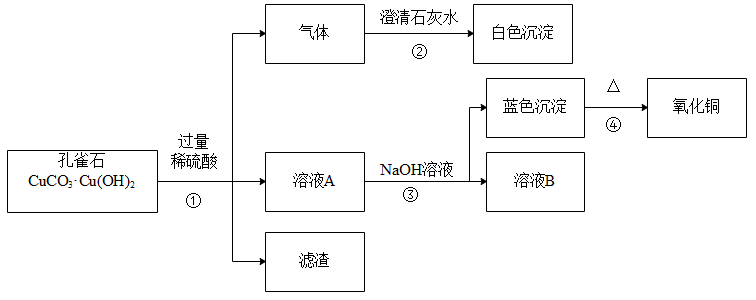 气体
澄清石灰水
②
白色沉淀
孔雀石
CuCO₃·Cu(OH)₂
过量
稀硫酸
①
溶液A
NaOH溶液
③
蓝色沉淀
△
④
氧化铜
溶液B
滤渣